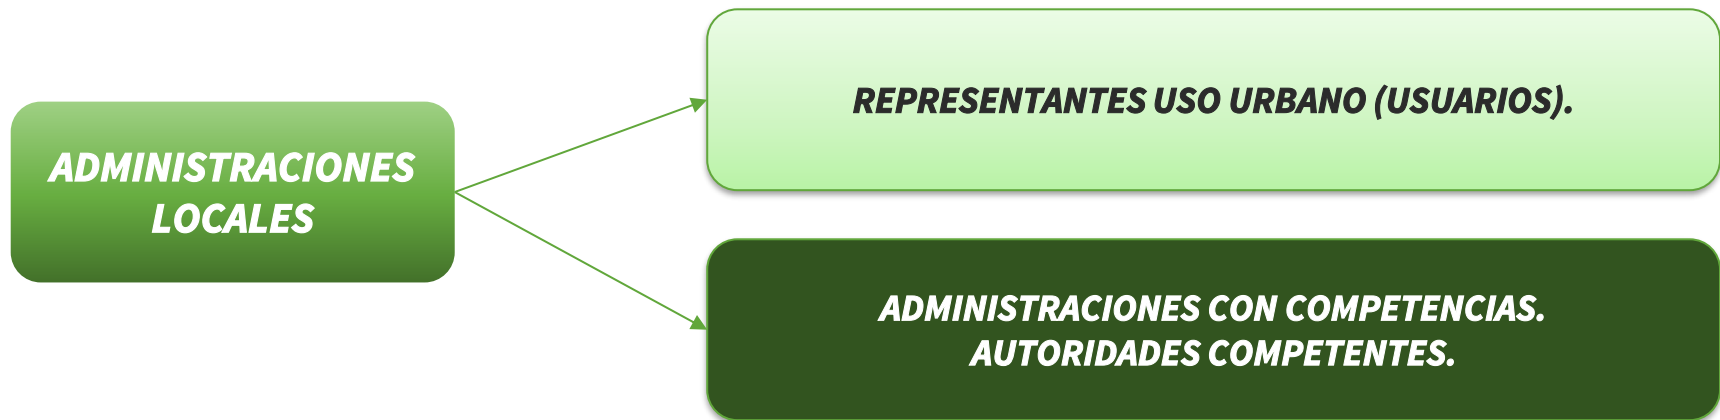 ADMINISTRACIONES
LOCALES
REPRESENTANTES USO URBANO (USUARIOS).
ADMINISTRACIONES CON COMPETENCIAS.
AUTORIDADES COMPETENTES.